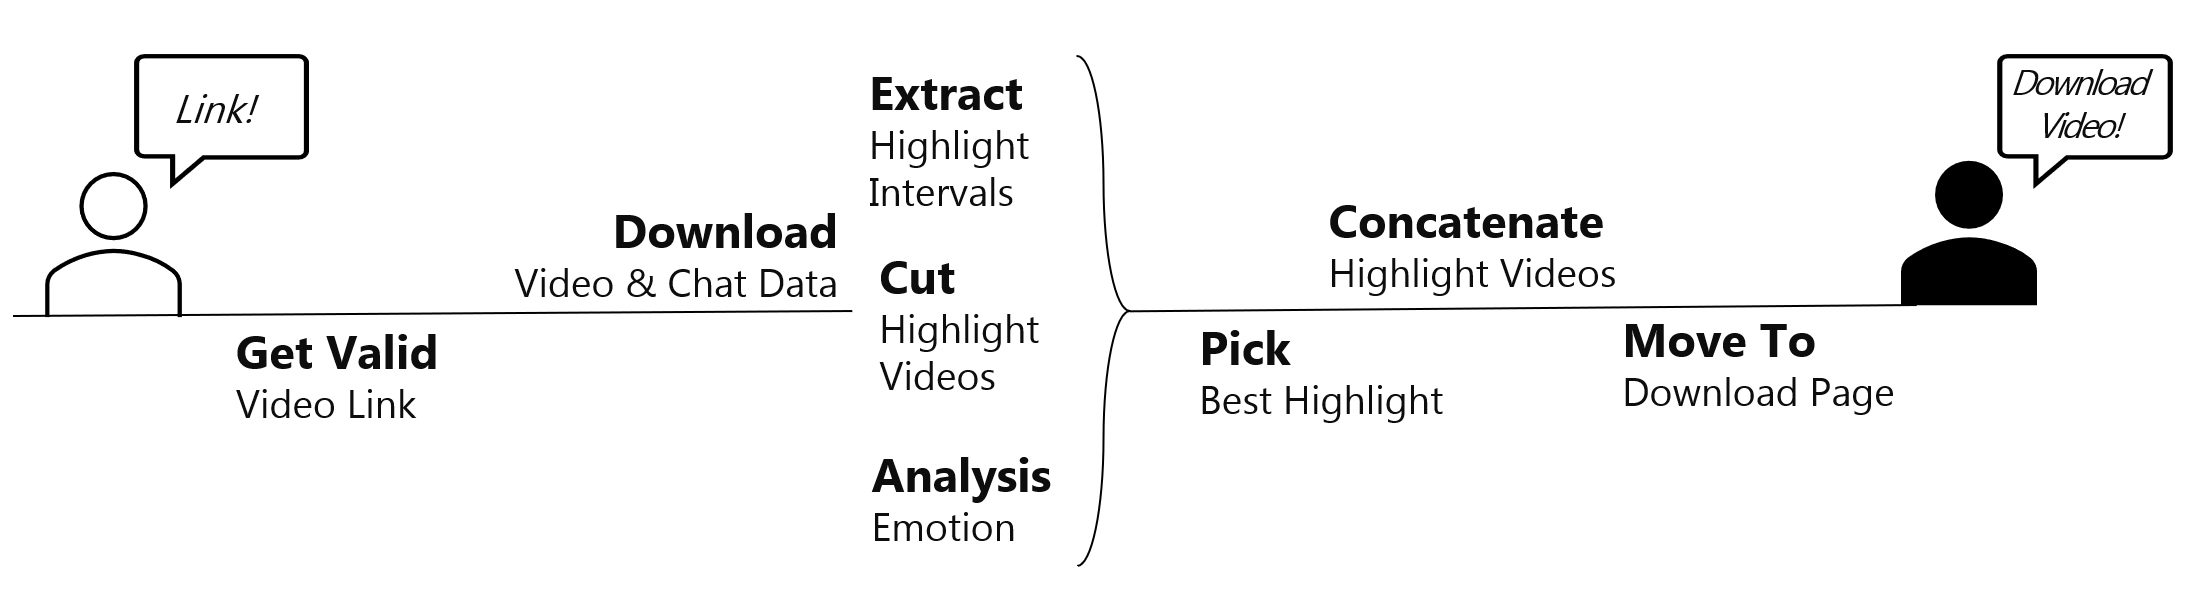 Link!
Get Valid
Video Link
Download
Video & Chat Data
Extract
Highlight
Intervals
Cut
Highlight
Videos
Analysis
Emotion
Pick
Best Highlight
Concatenate
Highlight Videos
Move To
Download Page
Download
Video!